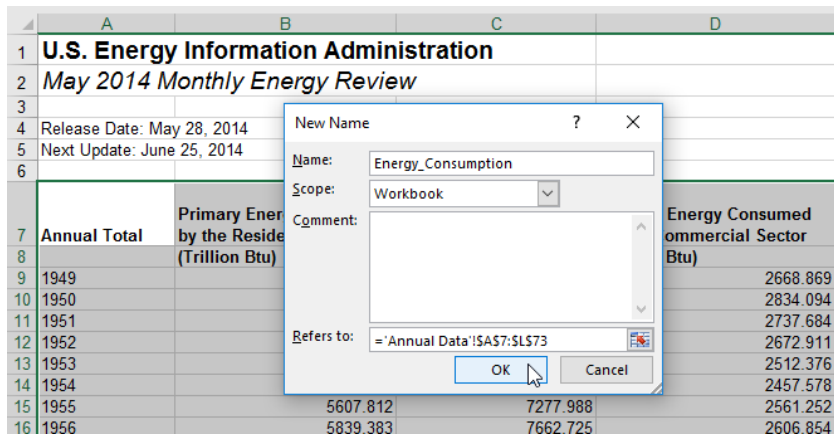 A B C D
1 U.S. Energy Information Administration
2 May 2014 Monthly Energy Review
3
4 Release Date: May 28, 2014
5 Next Update: June 25, 2014
6
New Name ? ×
Name: Energy_Consumption
Scope: Workbook
Comment:
Refers to: ='Annual Data'!$A$7:$L$73
OK Cancel
Primary Ener Energy Consumed
7 Annual Total by the Reside ommercial Sector
8 (Trillion Btu) Btu)
9 1949 2668.869
10 1950 2834.094
11 1951 2737.684
12 1952 2672.911
13 1953 2512.376
14 1954 2457.578
15 1955 5607.812 7277.988 2561.252
16 1956 5839.383 7662.725 2606.854